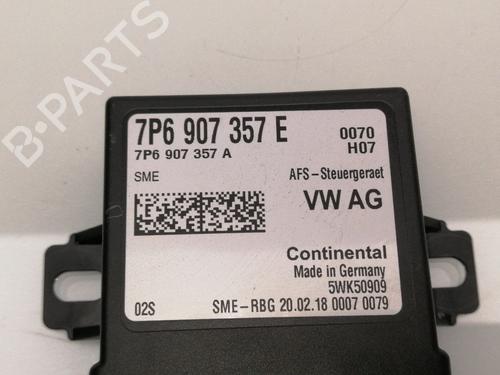 B-PARTS
7P6 907 357 E 0070
7P6 907 357 A H07
SME AFS-Steuergeraet
VW AG
Continental
Made in Germany
5WK50909
02S SME-RBG 20.02.18 0007 0079